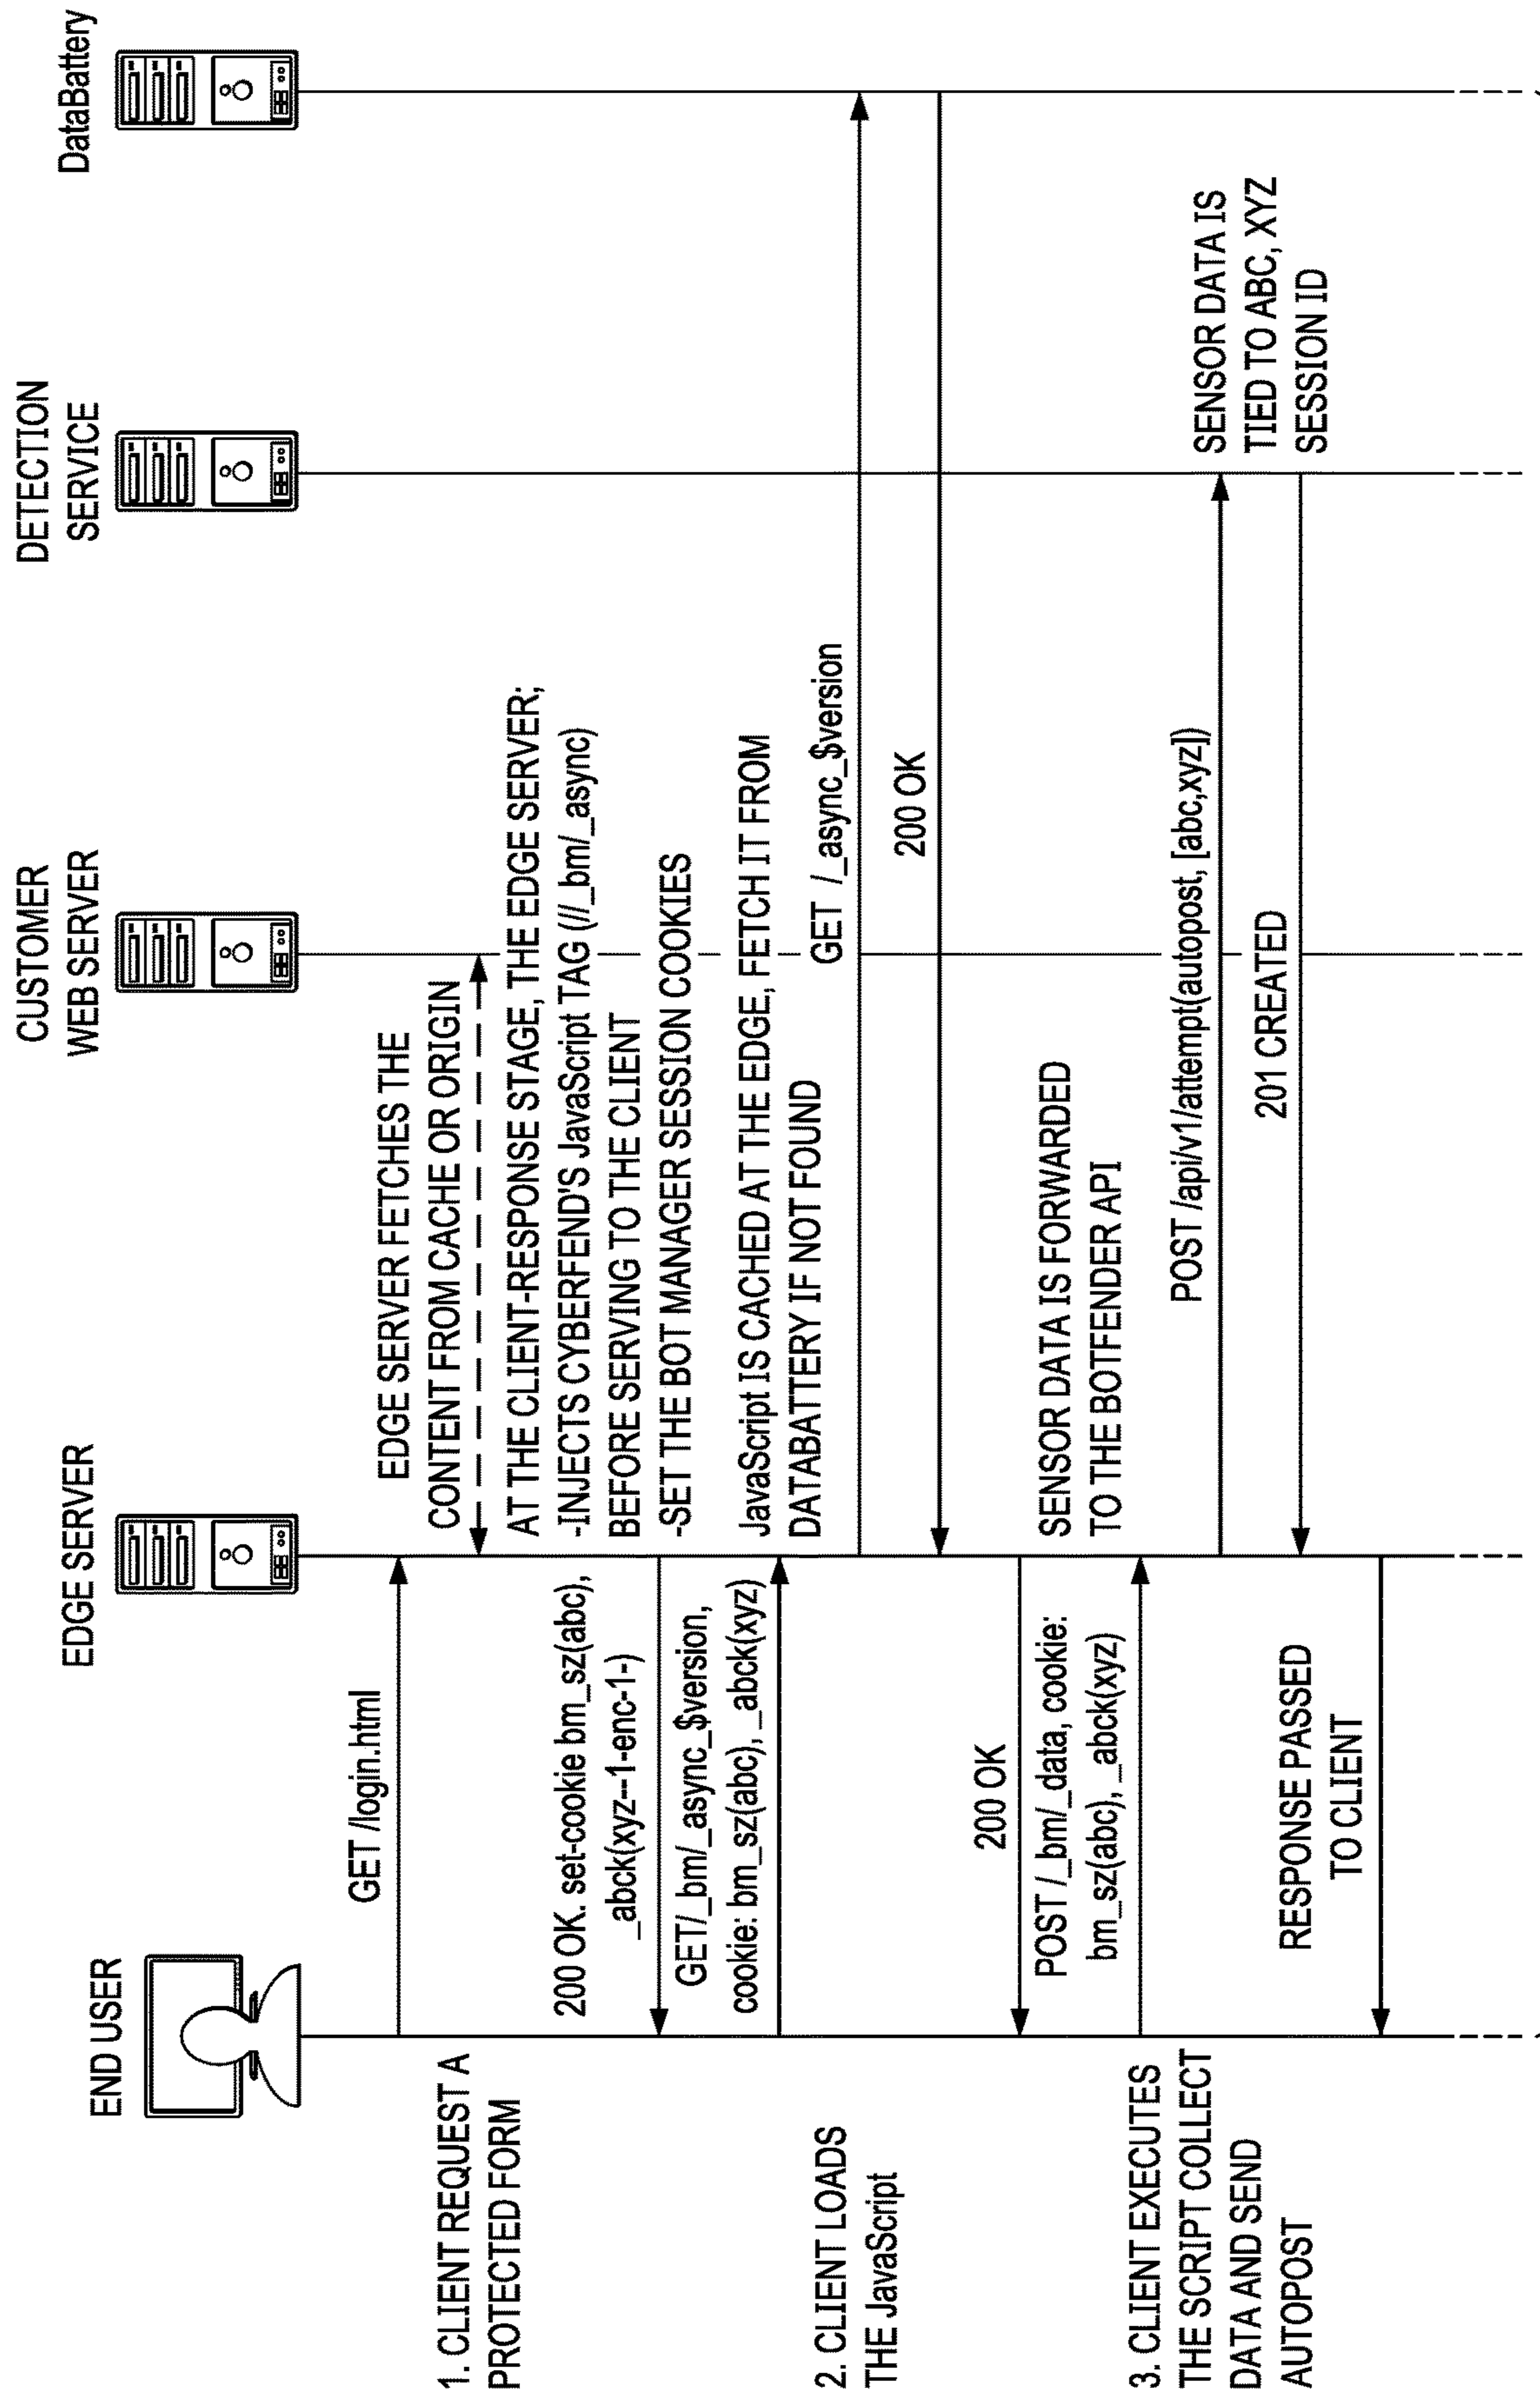 END USER
EDGE SERVER
CUSTOMER
WEB SERVER
DETECTION
SERVICE
DataBattery
1. CLIENT REQUEST A
PROTECTED FORM
GET /login.html
EDGE SERVER FETCHES THE
CONTENT FROM CACHE OR ORIGIN
AT THE CLIENT-RESPONSE STAGE, THE EDGE SERVER;
-INJECTS CYBERFEND'S JavaScript TAG (//_bm/_async)
BEFORE SERVING TO THE CLIENT
-SET THE BOT MANAGER SESSION COOKIES
200 OK. set-cookie bm_sz(abc),
_abck(xyz--1-enc-1-)
2. CLIENT LOADS
THE JavaScript
GET/_bm/_async_$version,
cookie: bm_sz(abc), _abck(xyz)
JavaScript IS CACHED AT THE EDGE, FETCH IT FROM
DATABATTERY IF NOT FOUND
GET /_async_$version
200 OK
200 OK
3. CLIENT EXECUTES
THE SCRIPT COLLECT
DATA AND SEND
AUTOPOST
POST /_bm/_data, cookie:
bm_sz(abc), _abck(xyz)
SENSOR DATA IS FORWARDED
TO THE BOTFENDER API
POST /api/v1/attempt(autopost, [abc,xyz])
SENSOR DATA IS
TIED TO ABC, XYZ
SESSION ID
201 CREATED
RESPONSE PASSED
TO CLIENT